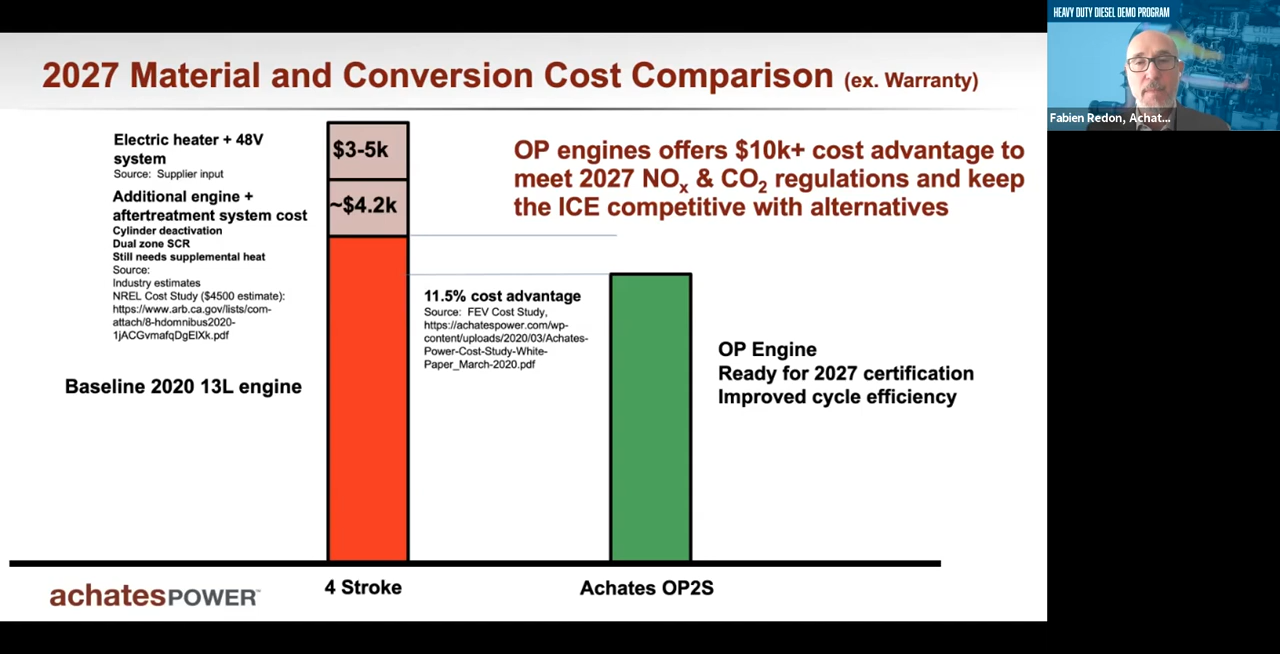 HEAVY DUTY DIESEL DEMO PROGRAM
Fabien Redon, Achat...
2027 Material and Conversion Cost Comparison (ex. Warranty)
Electric heater + 48V
system
Source: Supplier input
Additional engine +
aftertreatment system cost
Cylinder deactivation
Dual zone SCR
Still needs supplemental heat
Source:
Industry estimates
NREL Cost Study ($4500 estimate):
https://www.arb.ca.gov/lists/com-
attach/8-hdomnibus2020-
1jACGvmafqDgElXk.pdf
Baseline 2020 13L engine
$3-5k
~$4.2k
OP engines offers $10k+ cost advantage to
meet 2027 NOx & CO2 regulations and keep
the ICE competitive with alternatives
11.5% cost advantage
Source: FEV Cost Study,
https://achatespower.com/wp-
content/uploads/2020/03/Achates-
Power-Cost-Study-White-
Paper_March-2020.pdf
OP Engine
Ready for 2027 certification
Improved cycle efficiency
4 Stroke
Achates OP2S
achatesPOWER™